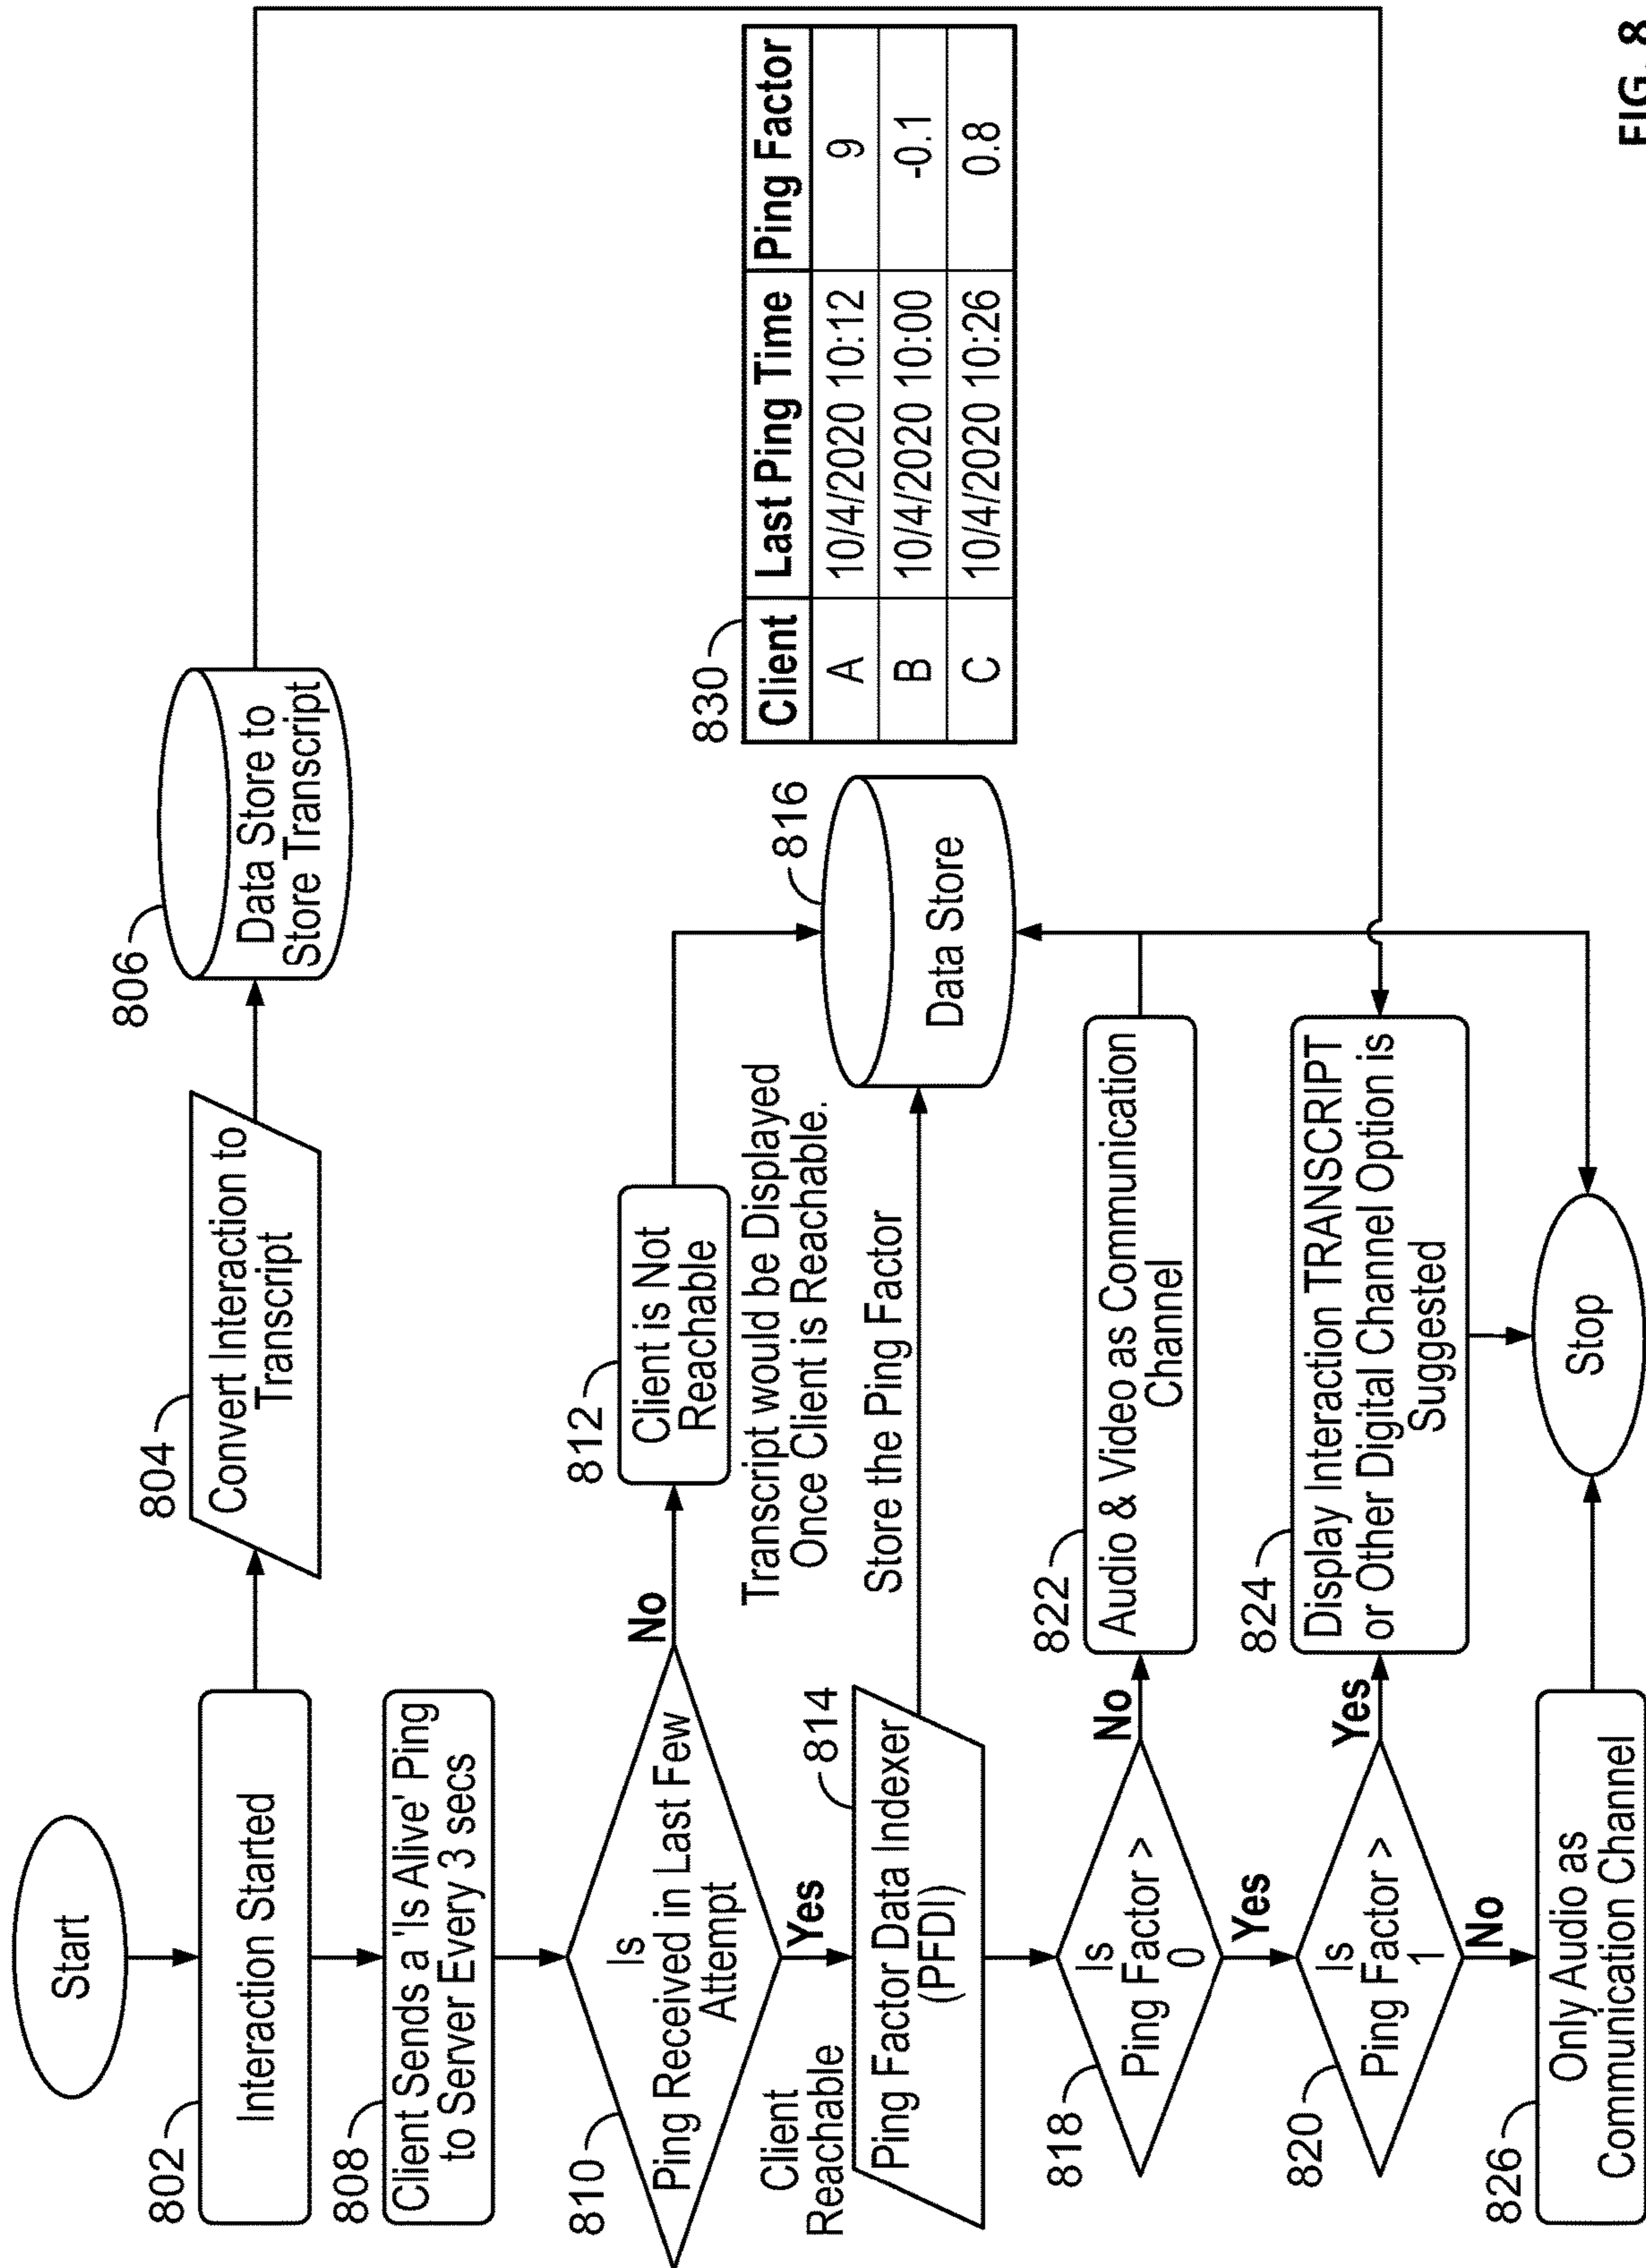 Start
802
Interaction Started
804
Convert Interaction to
Transcript
806
Data Store to
Store Transcript
808
Client Sends a 'Is Alive' Ping
to Server Every 3 secs
810
Is
Ping Received in Last Few
Attempt
No
812
Client is Not
Reachable
Transcript would be Displayed
Once Client is Reachable.
Yes
Client
Reachable
814
Ping Factor Data Indexer
(PFDI)
Store the Ping Factor
816
Data Store
830
Client Last Ping Time Ping Factor
A 10/4/2020 10:12 9
B 10/4/2020 10:00 -0.1
C 10/4/2020 10:26 0.8
818
Is
Ping Factor >
0
No
822
Audio & Video as Communication
Channel
Yes
820
Is
Ping Factor >
1
Yes
824
Display Interaction TRANSCRIPT
or Other Digital Channel Option is
Suggested
No
826
Only Audio as
Communication Channel
Stop
FIG. 8